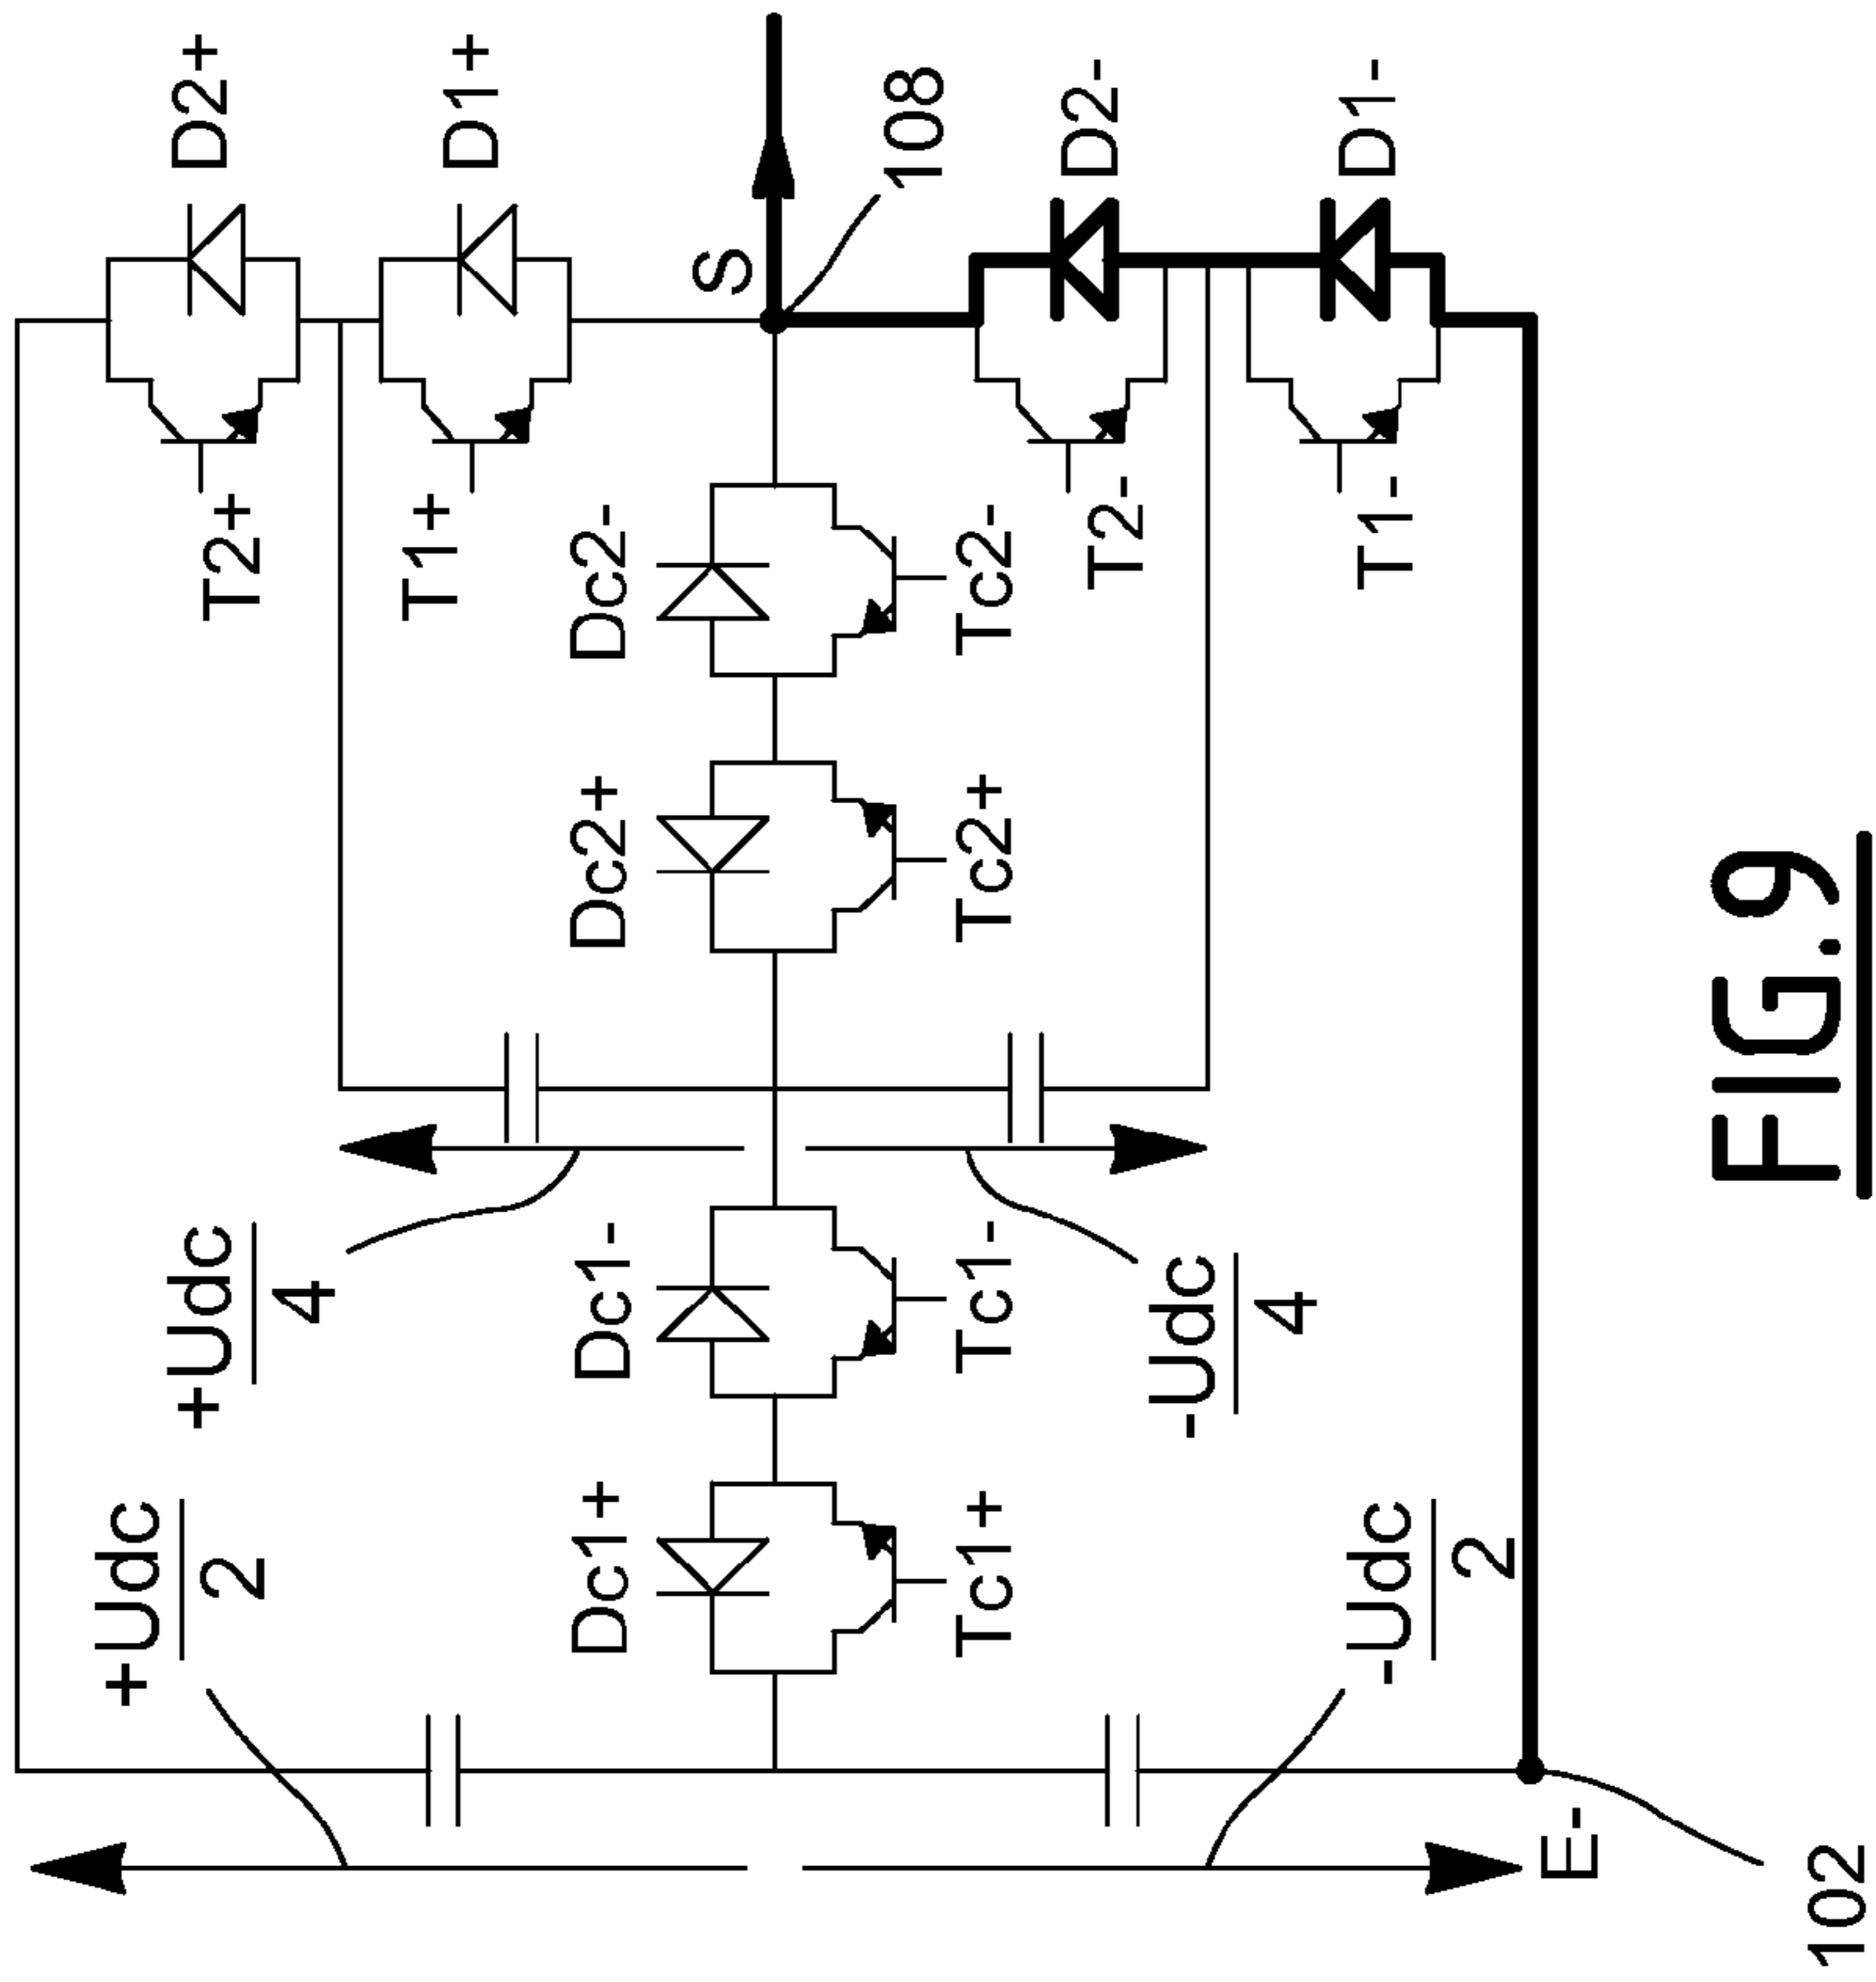 +Udc
2
+Udc
4
T2+
D2+
T1+
D1+
Dc1+
Dc1-
Dc2+
Dc2-
S
108
Tc1+
Tc1-
Tc2+
Tc2-
-Udc
2
-Udc
4
T2-
D2-
T1-
D1-
E-
102
FIG.9